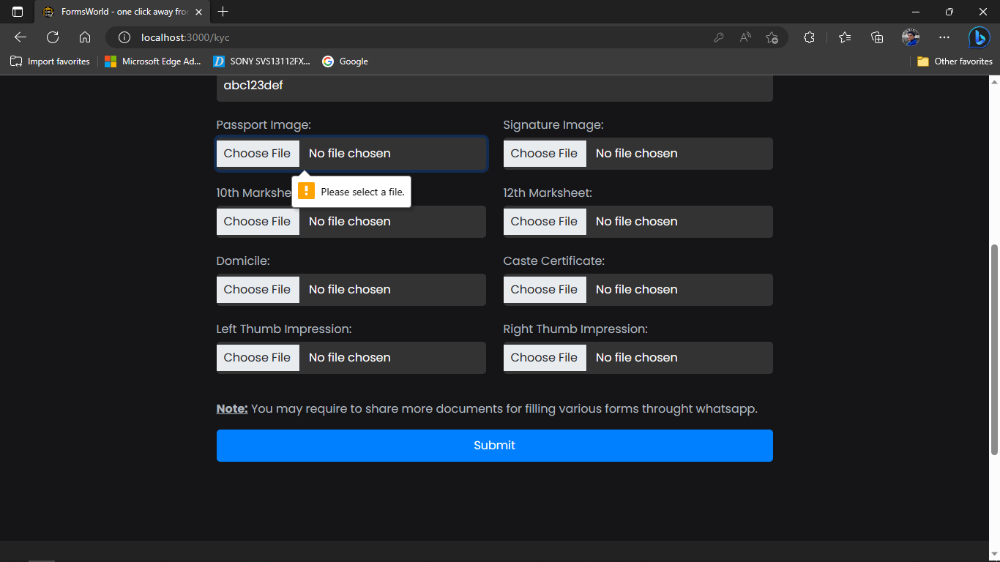 FormsWorld - one click away fro
localhost:3000/kyc
Import favorites
Microsoft Edge Ad...
SONY SVS13112FX...
Google
Other favorites
abc123def
Passport Image:
Signature Image:
Choose File No file chosen
Choose File No file chosen
Please select a file.
10th Markshe
12th Marksheet:
Choose File No file chosen
Choose File No file chosen
Domicile:
Caste Certificate:
Choose File No file chosen
Choose File No file chosen
Left Thumb Impression:
Right Thumb Impression:
Choose File No file chosen
Choose File No file chosen
Note: You may require to share more documents for filling various forms throught whatsapp.
Submit